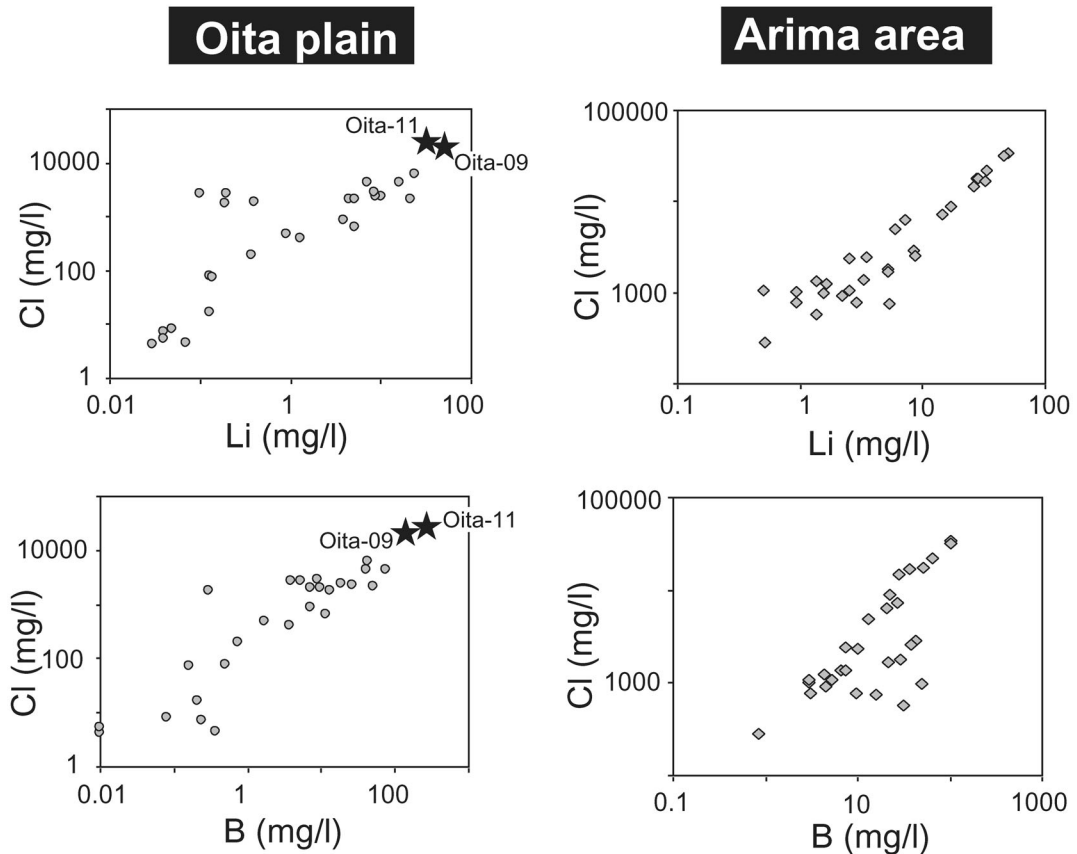 Oita plain
Arima area
Cl (mg/l)
10000
100
1
0.01
1
100
Li (mg/l)
Oita-11
Oita-09
Cl (mg/l)
100000
1000
0.1
1
10
100
Li (mg/l)
Cl (mg/l)
10000
100
1
0.01
1
100
B (mg/l)
Oita-09
Oita-11
Cl (mg/l)
100000
1000
0.1
10
1000
B (mg/l)